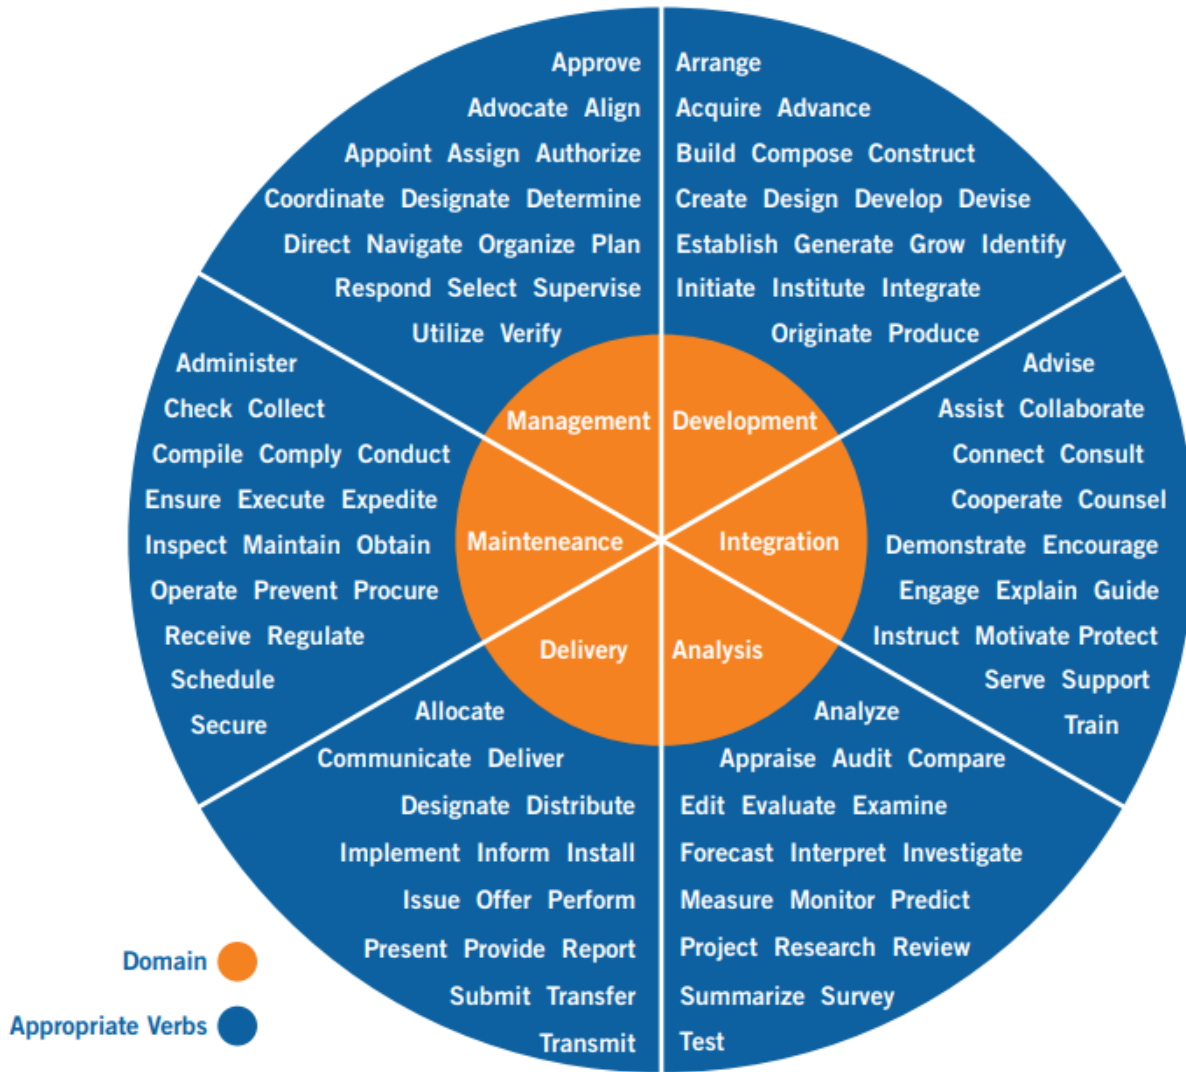 Approve
Advocate Align
Appoint Assign Authorize
Coordinate Designate Determine
Direct Navigate Organize Plan
Respond Select Supervise
Utilize Verify
Arrange
Acquire Advance
Build Compose Construct
Create Design Develop Devise
Establish Generate Grow Identify
Initiate Institute Integrate
Originate Produce
Administer
Check Collect
Compile Comply Conduct
Ensure Execute Expedite
Inspect Maintain Obtain
Operate Prevent Procure
Receive Regulate
Schedule
Secure
Management
Development
Mainteneance
Integration
Delivery
Analysis
Advise
Assist Collaborate
Connect Consult
Cooperate Counsel
Demonstrate Encourage
Engage Explain Guide
Instruct Motivate Protect
Serve Support
Train
Allocate
Communicate Deliver
Designate Distribute
Implement Inform Install
Issue Offer Perform
Present Provide Report
Submit Transfer
Transmit
Analyze
Appraise Audit Compare
Edit Evaluate Examine
Forecast Interpret Investigate
Measure Monitor Predict
Project Research Review
Summarize Survey
Test
Domain
Appropriate Verbs